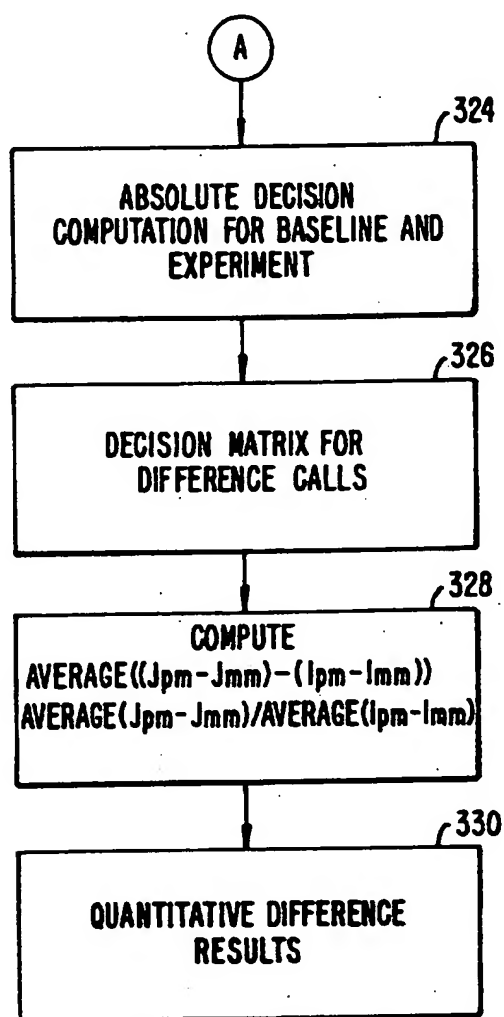 A
324
ABSOLUTE DECISION
COMPUTATION FOR BASELINE AND
EXPERIMENT
326
DECISION MATRIX FOR
DIFFERENCE CALLS
328
COMPUTE
AVERAGE((Jpm-Jmm)-(Ipm-Imm))
AVERAGE(Jpm-Jmm)/AVERAGE(Ipm-Imm)
330
QUANTITATIVE DIFFERENCE
RESULTS